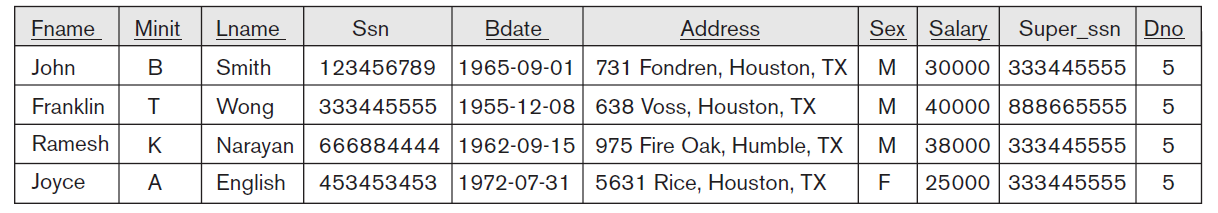 Fname Minit Lname Ssn Bdate Address Sex Salary Super_ssn Dno
John B Smith 123456789 1965-09-01 731 Fondren, Houston, TX M 30000 333445555 5
Franklin T Wong 333445555 1955-12-08 638 Voss, Houston, TX M 40000 888665555 5
Ramesh K Narayan 666884444 1962-09-15 975 Fire Oak, Humble, TX M 38000 333445555 5
Joyce A English 453453453 1972-07-31 5631 Rice, Houston, TX F 25000 333445555 5